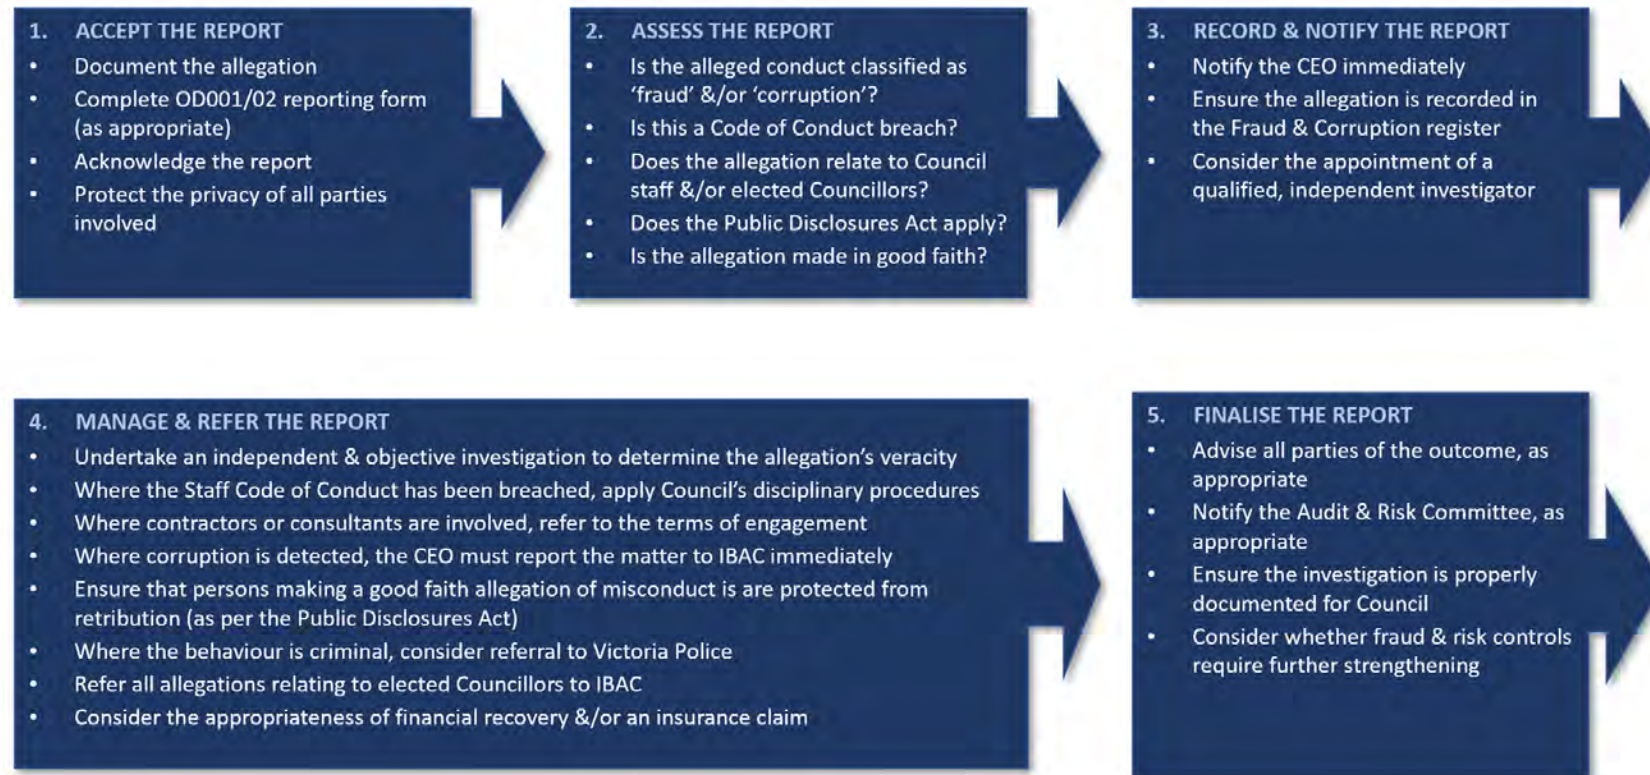 1. ACCEPT THE REPORT
• Document the allegation
• Complete OD001/02 reporting form
(as appropriate)
• Acknowledge the report
• Protect the privacy of all parties
involved
2. ASSESS THE REPORT
• Is the alleged conduct classified as
‘fraud’ &/or ‘corruption’?
• Is this a Code of Conduct breach?
• Does the allegation relate to Council
staff &/or elected Councillors?
• Does the Public Disclosures Act apply?
• Is the allegation made in good faith?
3. RECORD & NOTIFY THE REPORT
• Notify the CEO immediately
• Ensure the allegation is recorded in
the Fraud & Corruption register
• Consider the appointment of a
qualified, independent investigator
4. MANAGE & REFER THE REPORT
• Undertake an independent & objective investigation to determine the allegation’s veracity
• Where the Staff Code of Conduct has been breached, apply Council’s disciplinary procedures
• Where contractors or consultants are involved, refer to the terms of engagement
• Where corruption is detected, the CEO must report the matter to IBAC immediately
• Ensure that persons making a good faith allegation of misconduct is are protected from
retribution (as per the Public Disclosures Act)
• Where the behaviour is criminal, consider referral to Victoria Police
• Refer all allegations relating to elected Councillors to IBAC
• Consider the appropriateness of financial recovery &/or an insurance claim
5. FINALISE THE REPORT
• Advise all parties of the outcome, as
appropriate
• Notify the Audit & Risk Committee, as
appropriate
• Ensure the investigation is properly
documented for Council
• Consider whether fraud & risk controls
require further strengthening